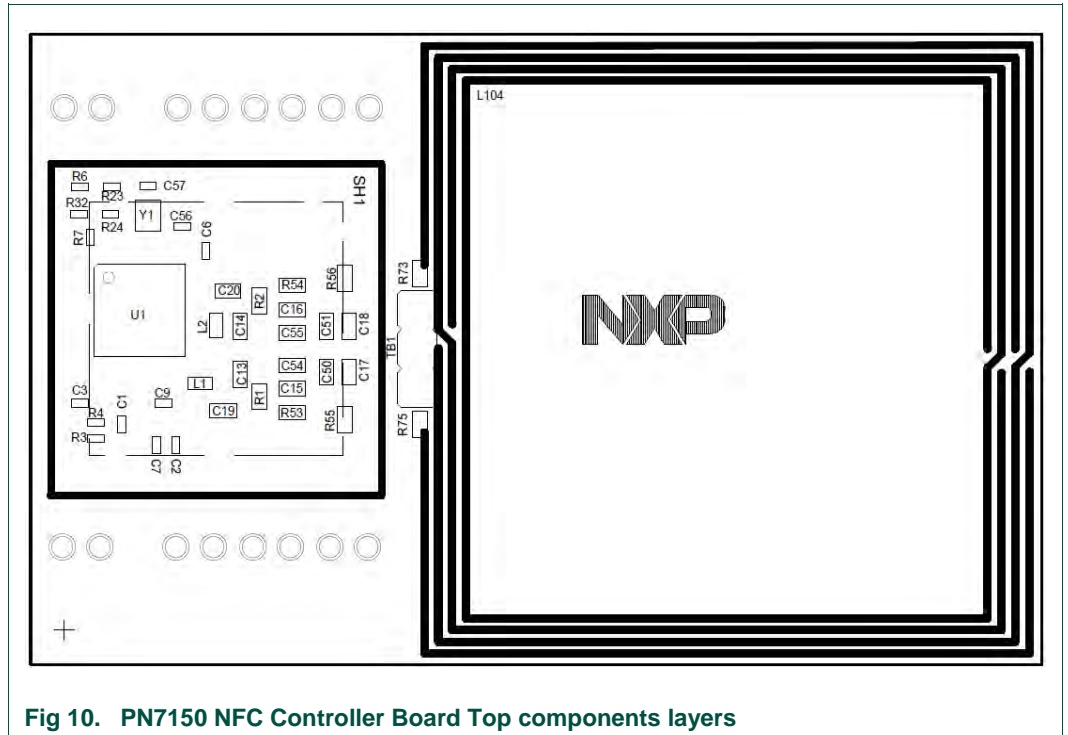 L104
R6
C57
SH1
R23
R32
R24
Y1
C56
C6
R7
R73
R56
R54
C20
R2
C16
U1
L2
C14
C55
C51
C18
NXP
TB1
C54
C13
C50
C17
L1
C15
C3
C9
R1
C19
R53
C1
R4
R55
R75
R3
C7
C2
Fig 10. PN7150 NFC Controller Board Top components layers